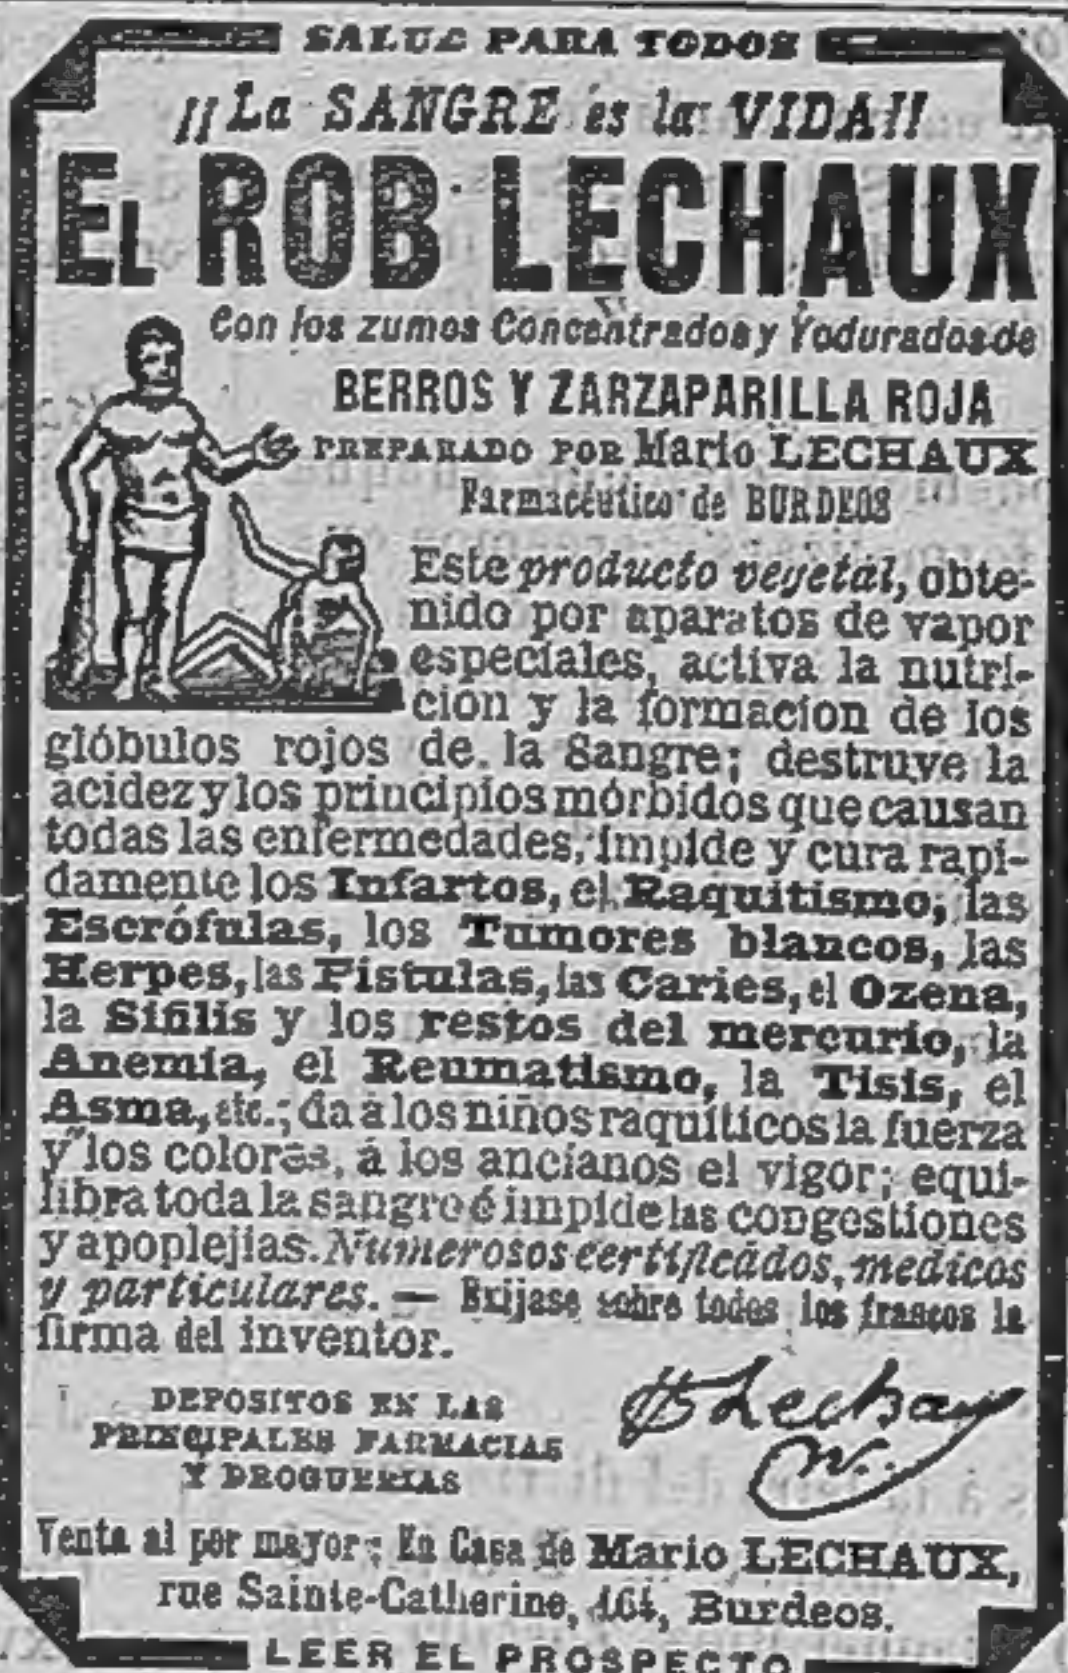 SALUD PARA TODOS
¡¡La SANGRE es la VIDA!!
EL ROB LECHAUX
Con los zumos Concentrados y Yodurados de
BERROS Y ZARZAPARILLA ROJA
PREPARADO POR Mario LECHAUX
Farmacéutico de BURDEOS
Este producto vegetal, obte-
nido por aparatos de vapor
especiales, activa la nutri-
cion y la formacion de los
glóbulos rojos de la Sangre; destruye la
acidez y los principios mórbidos que causan
todas las enfermedades, impide y cura rapi-
damente los Infartos, el Raquitismo, las
Escrófulas, los Tumores blancos, las
Herpes, las Fistulas, las Caries, el Ozena,
la Sifilis y los restos del mercurio, la
Anemia, el Reumatismo, la Tisis, el
Asma, etc.; da à los niños raquíticos la fuerza
y los colores, á los ancianos el vigor; equi-
libra toda la sangre é impide las congestiones
y apoplejias. Numerosos certificados, medicos
y particulares. — Exijase sobre todos los frascos la
firma del inventor.
Lechaux
DEPOSITOS EN LAS
PRINCIPALES FARMACIAS
Y DROGUERIAS
Venta al por mayor: En Casa de Mario LECHAUX,
rue Sainte-Catherine, 164, Burdeos.
LEER EL PROSPECTO